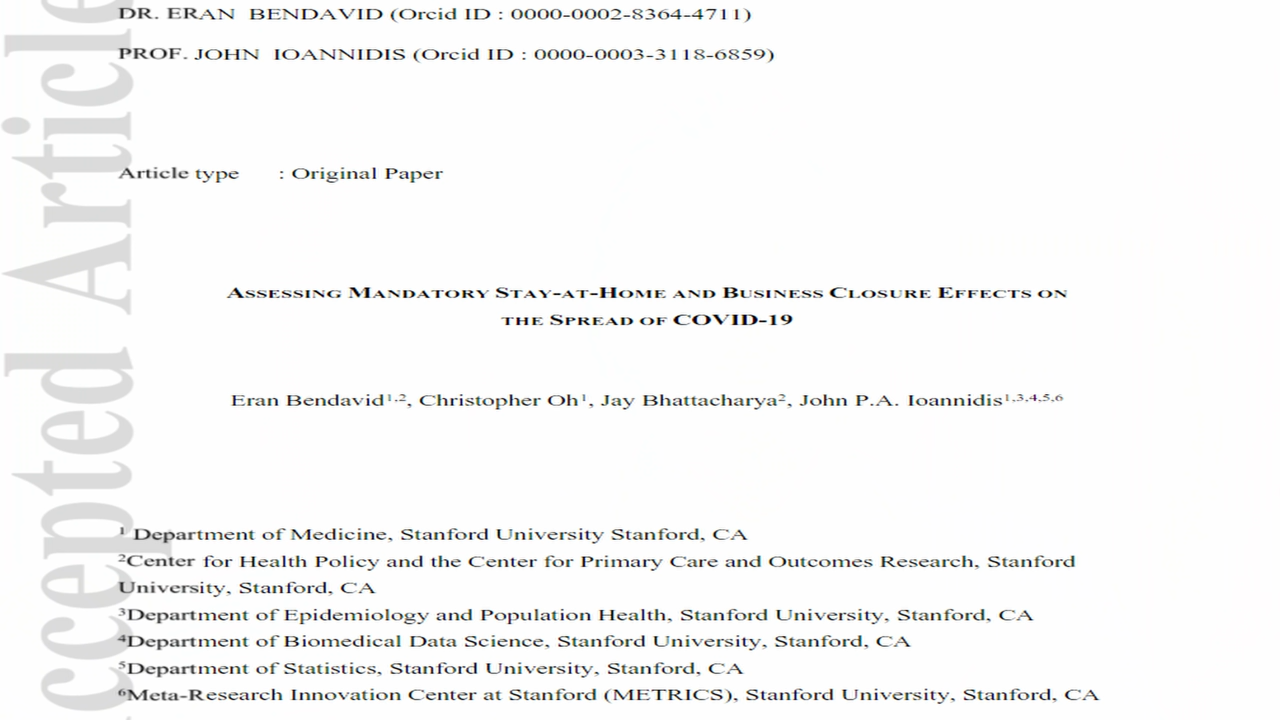 DR. ERAN BENDAVID (Orcid ID : 0000-0002-8364-4711)
PROF. JOHN IOANNIDIS (Orcid ID : 0000-0003-3118-6859)
Article type : Original Paper
ASSESSING MANDATORY STAY-AT-HOME AND BUSINESS CLOSURE EFFECTS ON
THE SPREAD OF COVID-19
Eran Bendavid1,2, Christopher Oh1, Jay Bhattacharya2, John P.A. Ioannidis1,3,4,5,6
1 Department of Medicine, Stanford University Stanford, CA
2Center for Health Policy and the Center for Primary Care and Outcomes Research, Stanford
University, Stanford, CA
3Department of Epidemiology and Population Health, Stanford University, Stanford, CA
4Department of Biomedical Data Science, Stanford University, Stanford, CA
5Department of Statistics, Stanford University, Stanford, CA
6Meta-Research Innovation Center at Stanford (METRICS), Stanford University, Stanford, CA
ccepted Article